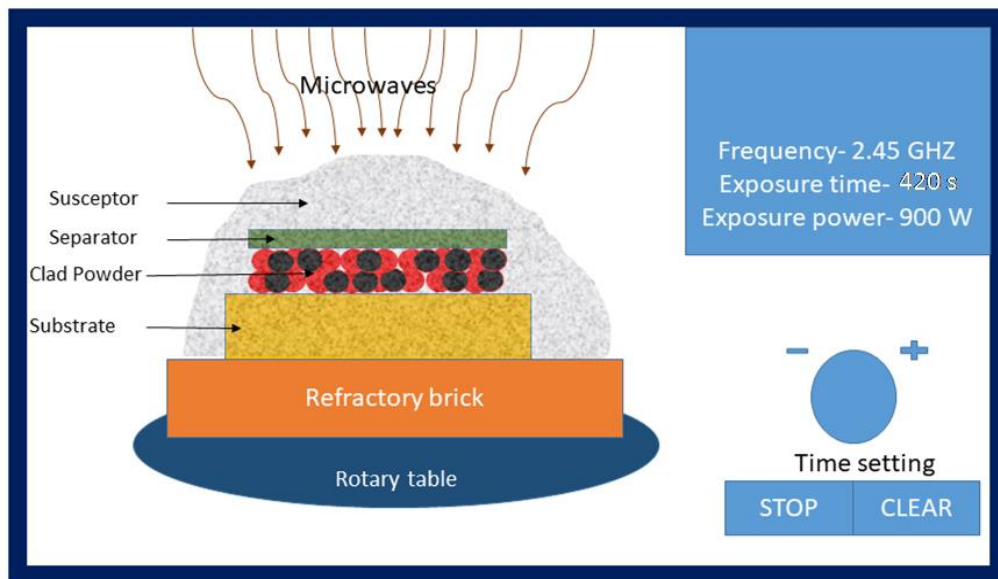 Microwaves
Susceptor
Separator
Clad Powder
Substrate
Refractory brick
Rotary table
Frequency- 2.45 GHZ
Exposure time- 420 s
Exposure power- 900 W
Time setting
STOP
CLEAR